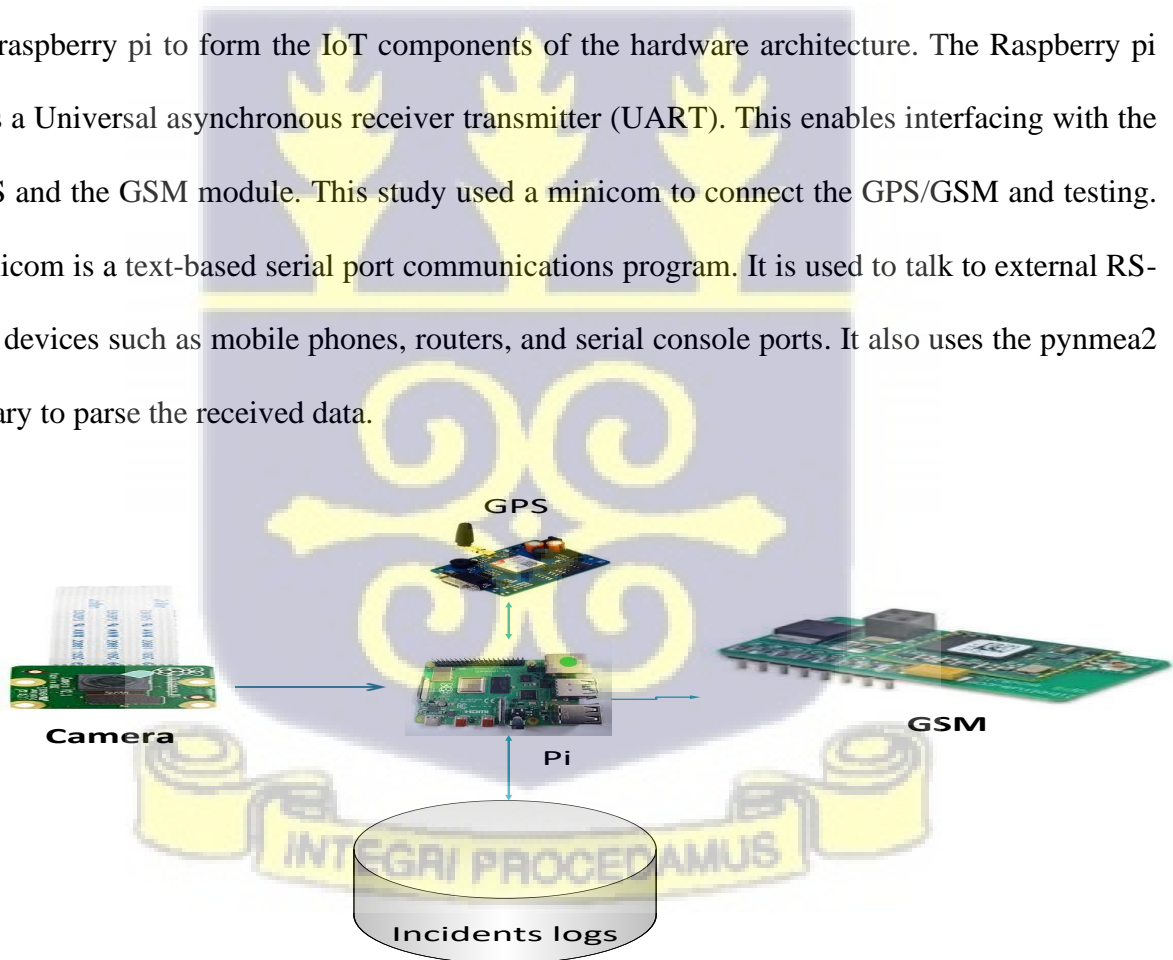 raspberry pi to form the IoT components of the hardware architecture. The Raspberry pi
s a Universal asynchronous receiver transmitter (UART). This enables interfacing with the
S and the GSM module. This study used a minicom to connect the GPS/GSM and testing.
nicom is a text-based serial port communications program. It is used to talk to external RS-
devices such as mobile phones, routers, and serial console ports. It also uses the pynmea2
ary to parse the received data.
GPS
Camera
GSM
Pi
INTEGRI PROCEDAMUS
Incidents logs